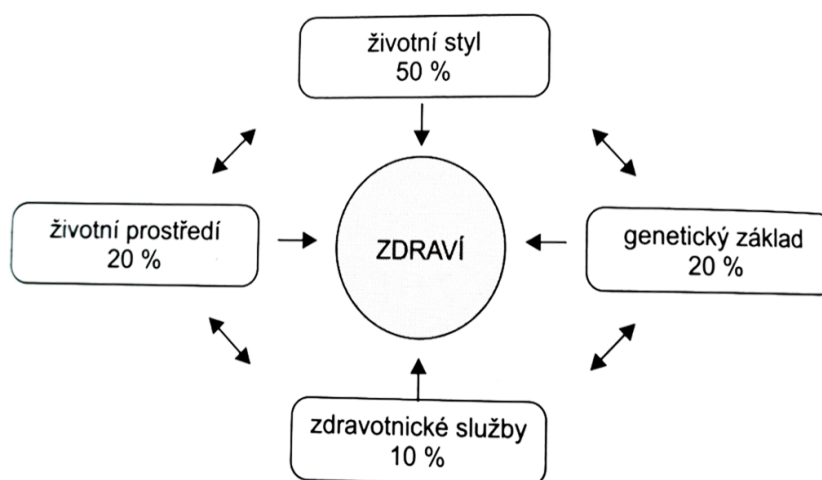 životní styl
50 %
životní prostředí
20 %
ZDRAVÍ
genetický základ
20 %
zdravotnické služby
10 %